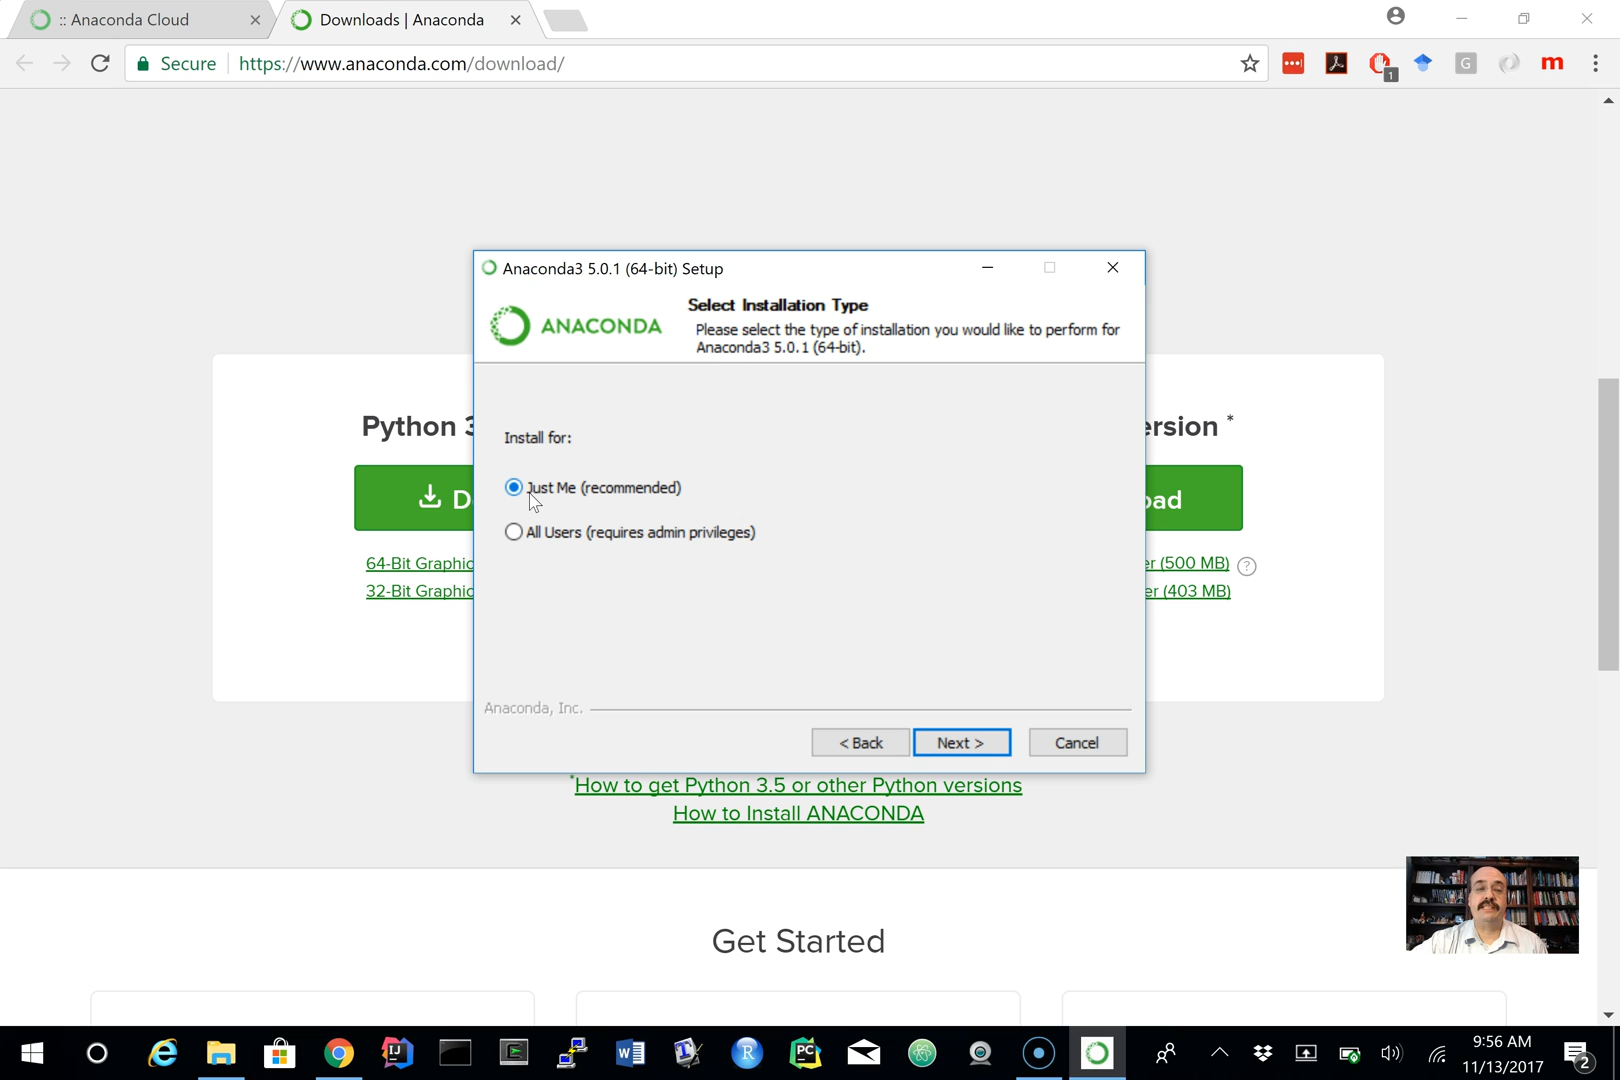 :: Anaconda Cloud
Downloads | Anaconda
Secure
https://www.anaconda.com/download/
1
G
m
Anaconda3 5.0.1 (64-bit) Setup
ANACONDA
Select Installation Type
Please select the type of installation you would like to perform for
Anaconda3 5.0.1 (64-bit).
Python 3
ersion *
Install for:
Just Me (recommended)
All Users (requires admin privileges)
D
oad
64-Bit Graphic
er (500 MB) ?
32-Bit Graphic
er (403 MB)
Anaconda, Inc.
< Back
Next >
Cancel
*How to get Python 3.5 or other Python versions
How to Install ANACONDA
Get Started
IJ
W
R
PC
9:56 AM
11/13/2017
2